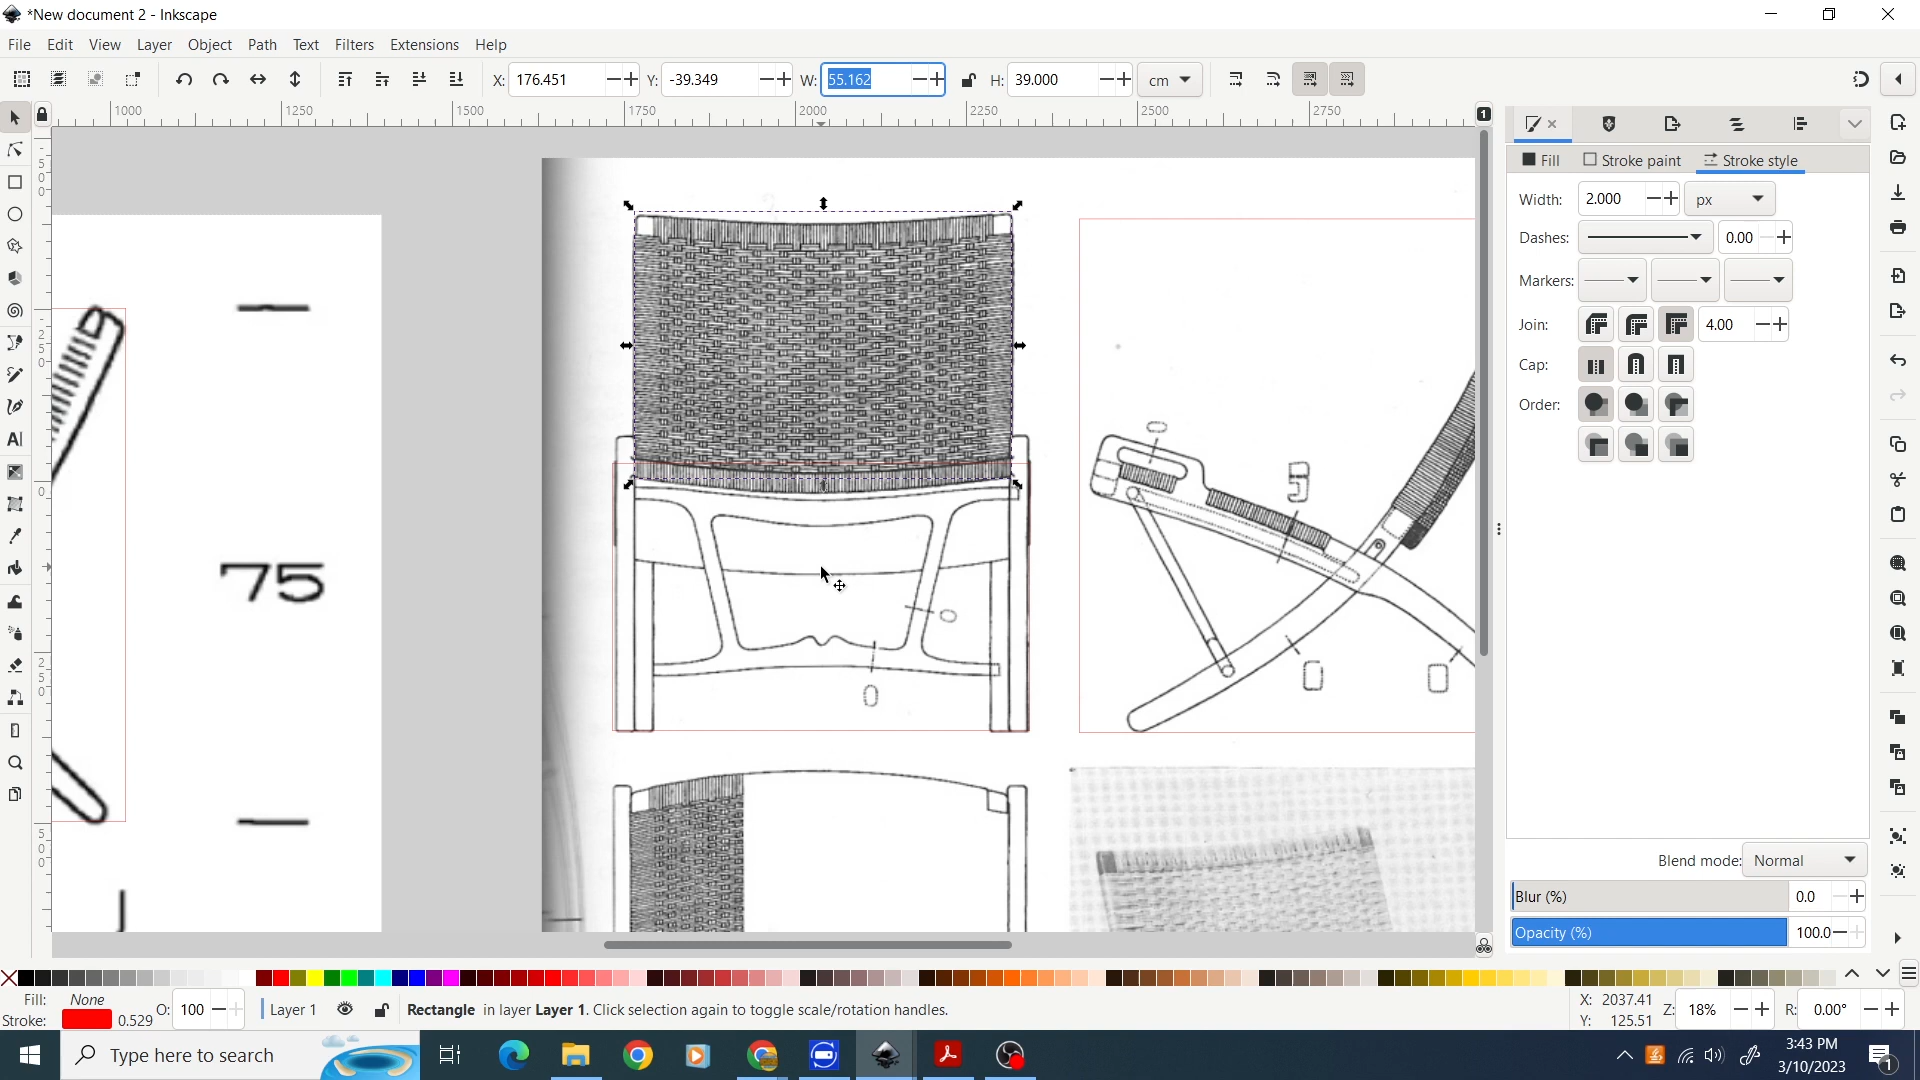 *New document 2 - Inkscape
File Edit View Layer Object Path Text Filters Extensions Help
X: 176.451 Y: -39.349 W: 55.162 H: 39.000 cm
1000 1250 1500 1750 2000 2250 2500 2750
1
Fill Stroke paint Stroke style
Width: 2.000 px
Dashes: 0.00
Markers:
Join: 4.00
Cap:
Order:
75
Blend mode: Normal
Blur (%) 0.0
Opacity (%) 100.0
Fill: None
Stroke: 0.529
O: 100
Layer 1
Rectangle in layer Layer 1. Click selection again to toggle scale/rotation handles.
X: 2037.41
Y: 125.51
Z: 18%
R: 0.00°
Type here to search
3:43 PM
3/10/2023
1